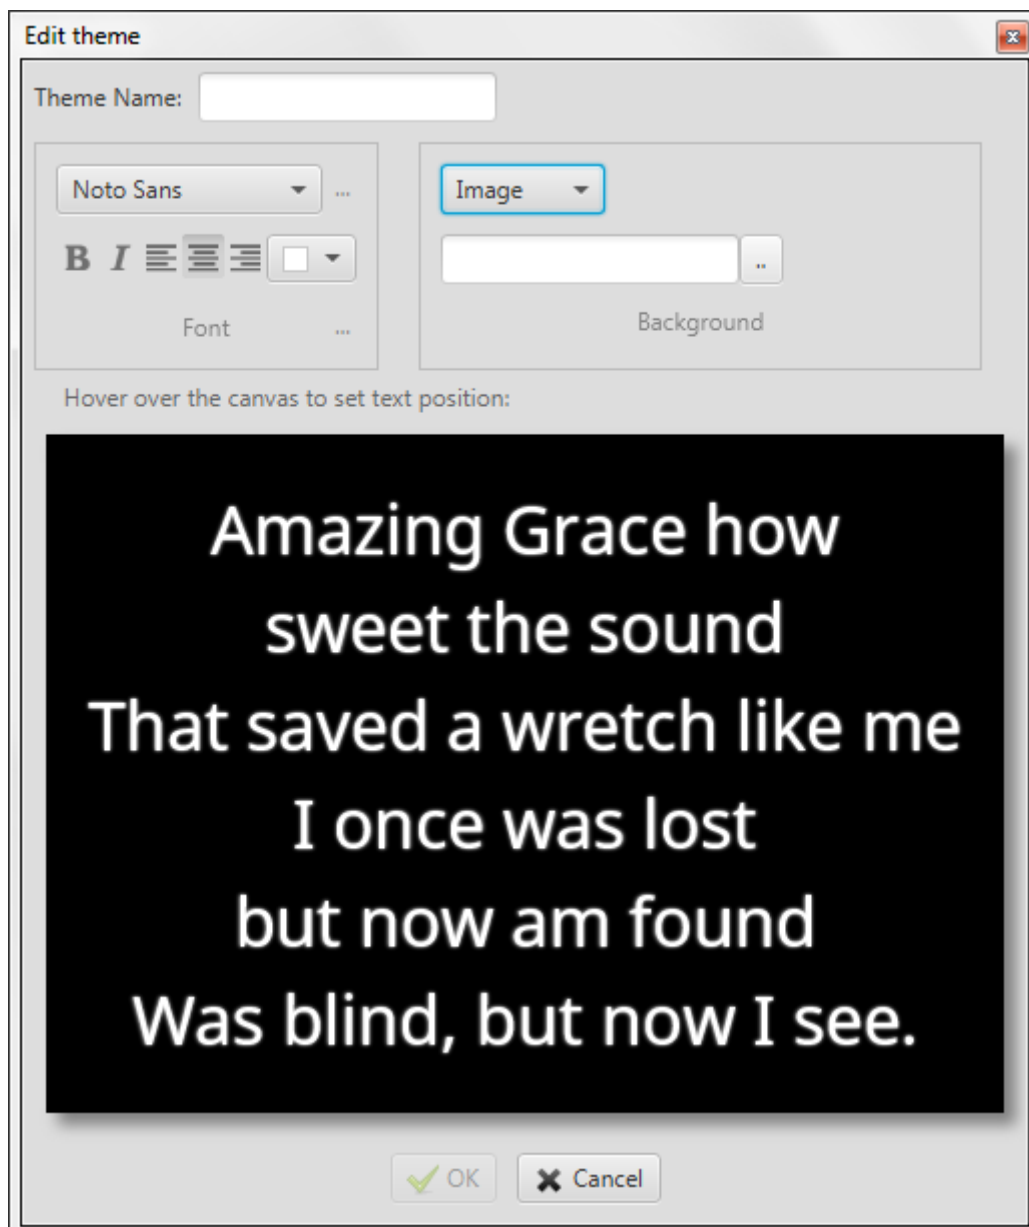 Edit theme
Theme Name:
Noto Sans
...
Image
B I
..
Font
...
Background
Hover over the canvas to set text position:
Amazing Grace how
sweet the sound
That saved a wretch like me
I once was lost
but now am found
Was blind, but now I see.
OK
Cancel